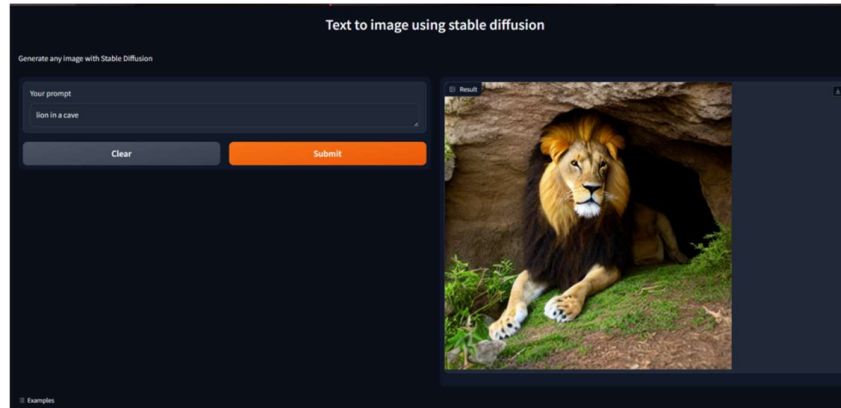 Text to image using stable diffusion
Generate any image with Stable Diffusion
Your prompt
lion in a cave
Clear Submit
Result
Examples